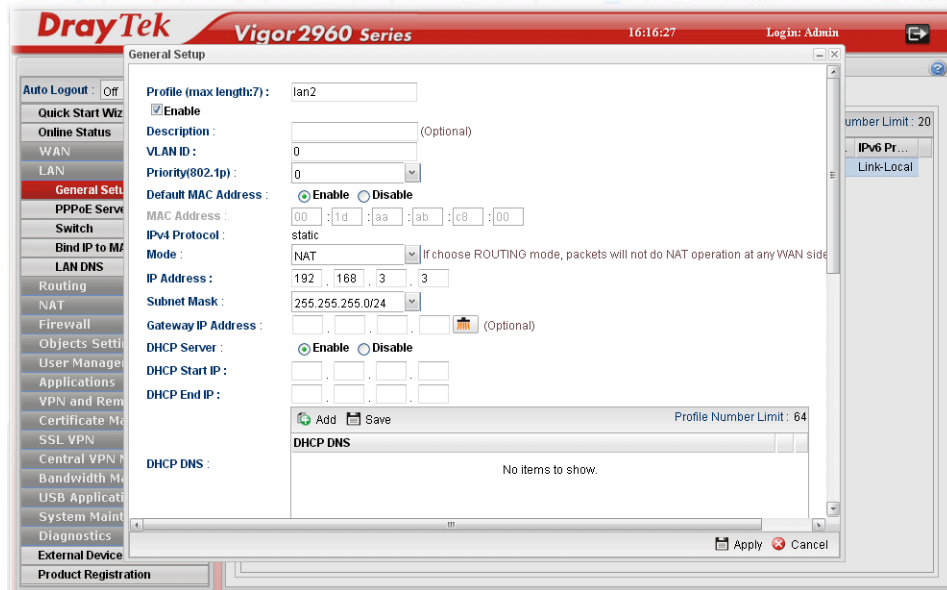 DrayTek Vigor2960 Series 16:16:27 Login: Admin
General Setup
Auto Logout : Off
Quick Start Wiz
Online Status
WAN
LAN
General Setu
PPPoE Serve
Switch
Bind IP to MA
LAN DNS
Routing
NAT
Firewall
Objects Setti
User Manage
Applications
VPN and Rem
Certificate Ma
SSL VPN
Central VPN M
Bandwidth Ma
USB Applicati
System Maint
Diagnostics
External Device
Product Registration
Profile (max length:7) : lan2
Enable
Description : (Optional)
VLAN ID : 0
Priority(802.1p) : 0
Default MAC Address : Enable Disable
MAC Address : 00 : 1d : aa : ab : c8 : 00
IPv4 Protocol : static
Mode : NAT If choose ROUTING mode, packets will not do NAT operation at any WAN side
IP Address : 192 . 168 . 3 . 3
Subnet Mask : 255.255.255.0/24
Gateway IP Address : . . . (Optional)
DHCP Server : Enable Disable
DHCP Start IP : . . .
DHCP End IP : . . .
Add Save Profile Number Limit : 64
DHCP DNS
DHCP DNS : No items to show.
Apply Cancel
umber Limit : 20
. IPv6 Pr...
Link-Local